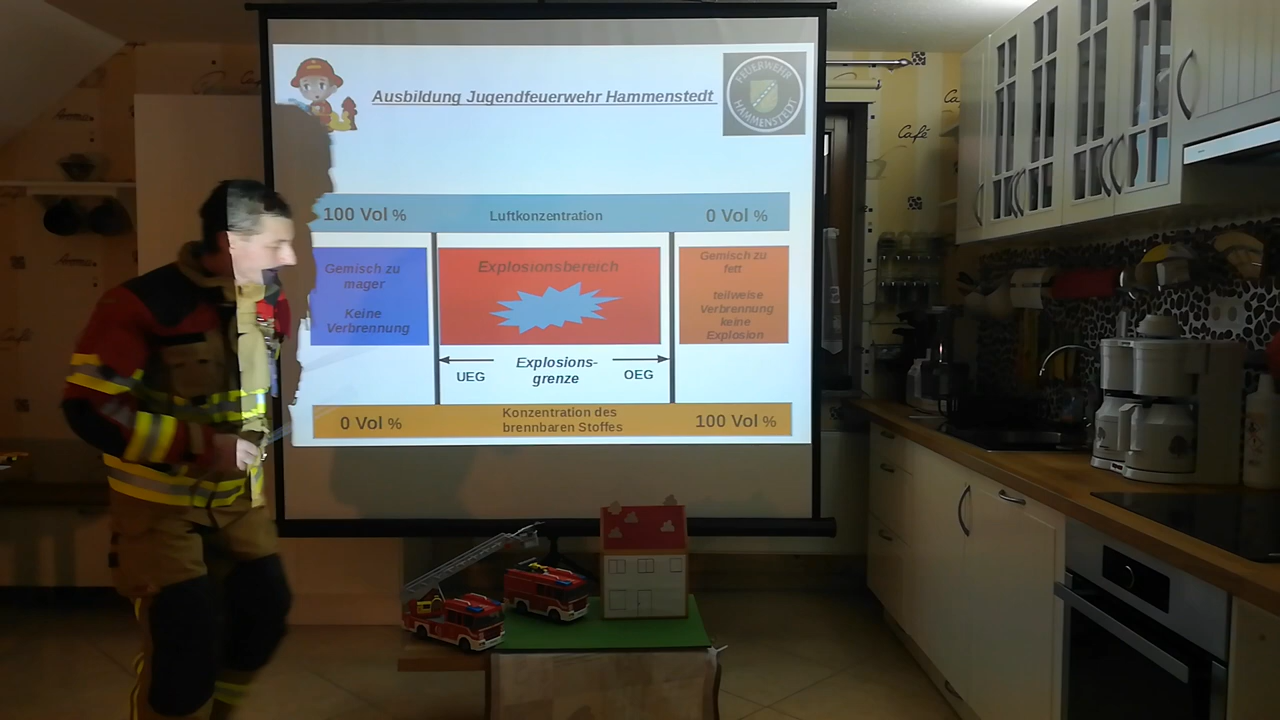 Ausbildung Jugendfeuerwehr Hammenstedt
FEUERWEHR
HAMMENSTEDT
100 Vol %
Luftkonzentration
0 Vol %
Gemisch zu
mager
Keine
Verbrennung
Explosionsbereich
Gemisch zu
fett
teilweise
Verbrennung
keine
Explosion
UEG
Explosions-
grenze
OEG
0 Vol %
Konzentration des
brennbaren Stoffes
100 Vol %
Café